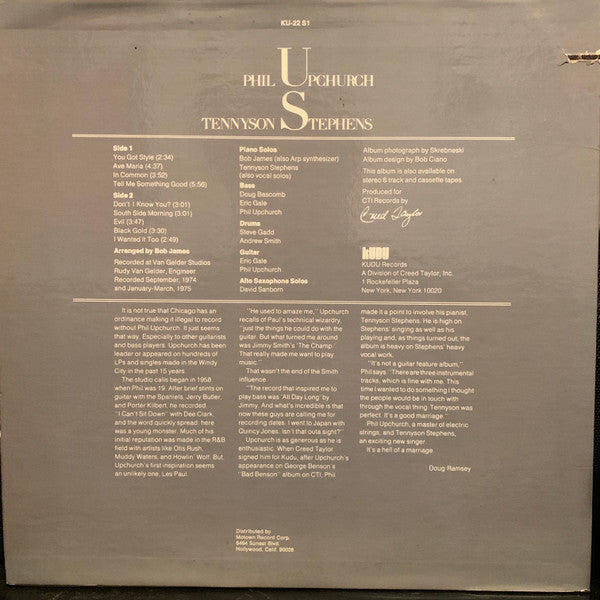 KU-22 S1
PHIL UPCHURCH
TENNYSON STEPHENS
Side 1
You Got Style (2:34)
Ave Maria (4:37)
In Common (3:52)
Tell Me Something Good (5:56)
Side 2
Don't I Know You? (3:12)
South Side Morning (3:01)
Evil (3:47)
Black Gold (3:30)
I Wanted It Too (2:49)
Arranged by Bob James
Recorded at Van Gelder Studios
Rudy Van Gelder, Engineer
Recorded September, 1974
and January-March, 1975
Piano Solos
Bob James (also Arp synthesizer)
Tennyson Stephens
(also vocal solos)
Bass
Doug Bascomb
Eric Gale
Phil Upchurch
Drums
Steve Gadd
Andrew Smith
Guitar
Eric Gale
Phil Upchurch
Alto Saxophone Solos
David Sanborn
Album photograph by Skrebneski
Album design by Bob Ciano
This album is also available on
stereo 8 track and cassette tapes
Produced for
CTI Records by
Creed Taylor
KUDU
KUDU Records
A Division of Creed Taylor, Inc.
1 Rockefeller Plaza
New York, New York 10020
It is not true that Chicago has an
ordinance making it illegal to record
without Phil Upchurch. It just seems
that way. Especially to other guitarists
and bass players. Upchurch has been
leader or appeared on hundreds of
LPs and singles made in the Windy
City in the past 15 years.
The studio calls began in 1958
when Phil was 19. After brief stints on
guitar with the Spaniels, Jerry Butler,
and Porter Kilbert, he recorded
"I Can't Sit Down" with Dee Clark,
and the word quickly spread: here
was a young monster. Much of his
initial reputation was made in the R&B
field with artists like Otis Rush,
Muddy Waters, and Howlin' Wolf. But
Upchurch's first inspiration seems
an unlikely one, Les Paul.
"He used to amaze me," Upchurch
recalls of Paul's technical wizardry,
"just the things he could do with the
guitar. But what turned me around
was Jimmy Smith's 'The Champ.'
That really made me want to play
music."
That wasn't the end of the Smith
influence.
"The record that inspired me to
play bass was 'All Day Long' by
Jimmy. And what's incredible is that
now these guys are calling me for
recording dates. I went to Japan with
Quincy Jones. Isn't that outa sight?"
Upchurch is as generous as he is
enthusiastic. When Creed Taylor
signed him for Kudu, after Upchurch's
appearance on George Benson's
"Bad Benson" album on CTI, Phil
made it a point to involve his pianist,
Tennyson Stephens. He is high on
Stephens' singing as well as his
playing and, as things turned out, the
album is heavy on Stephens' heavy
vocal work.
"It's not a guitar feature album,"
Phil says. "There are three instrumental
tracks, which is fine with me. This
time I wanted to do something I thought
the people would be in touch with
through the vocal thing. Tennyson was
perfect. It's a good marriage."
Phil Upchurch, a master of electric
strings, and Tennyson Stephens,
an exciting new singer.
It's a hell of a marriage.
Doug Ramsey
Distributed by
Motown Record Corp.
6464 Sunset Blvd.
Hollywood, Calif. 90028